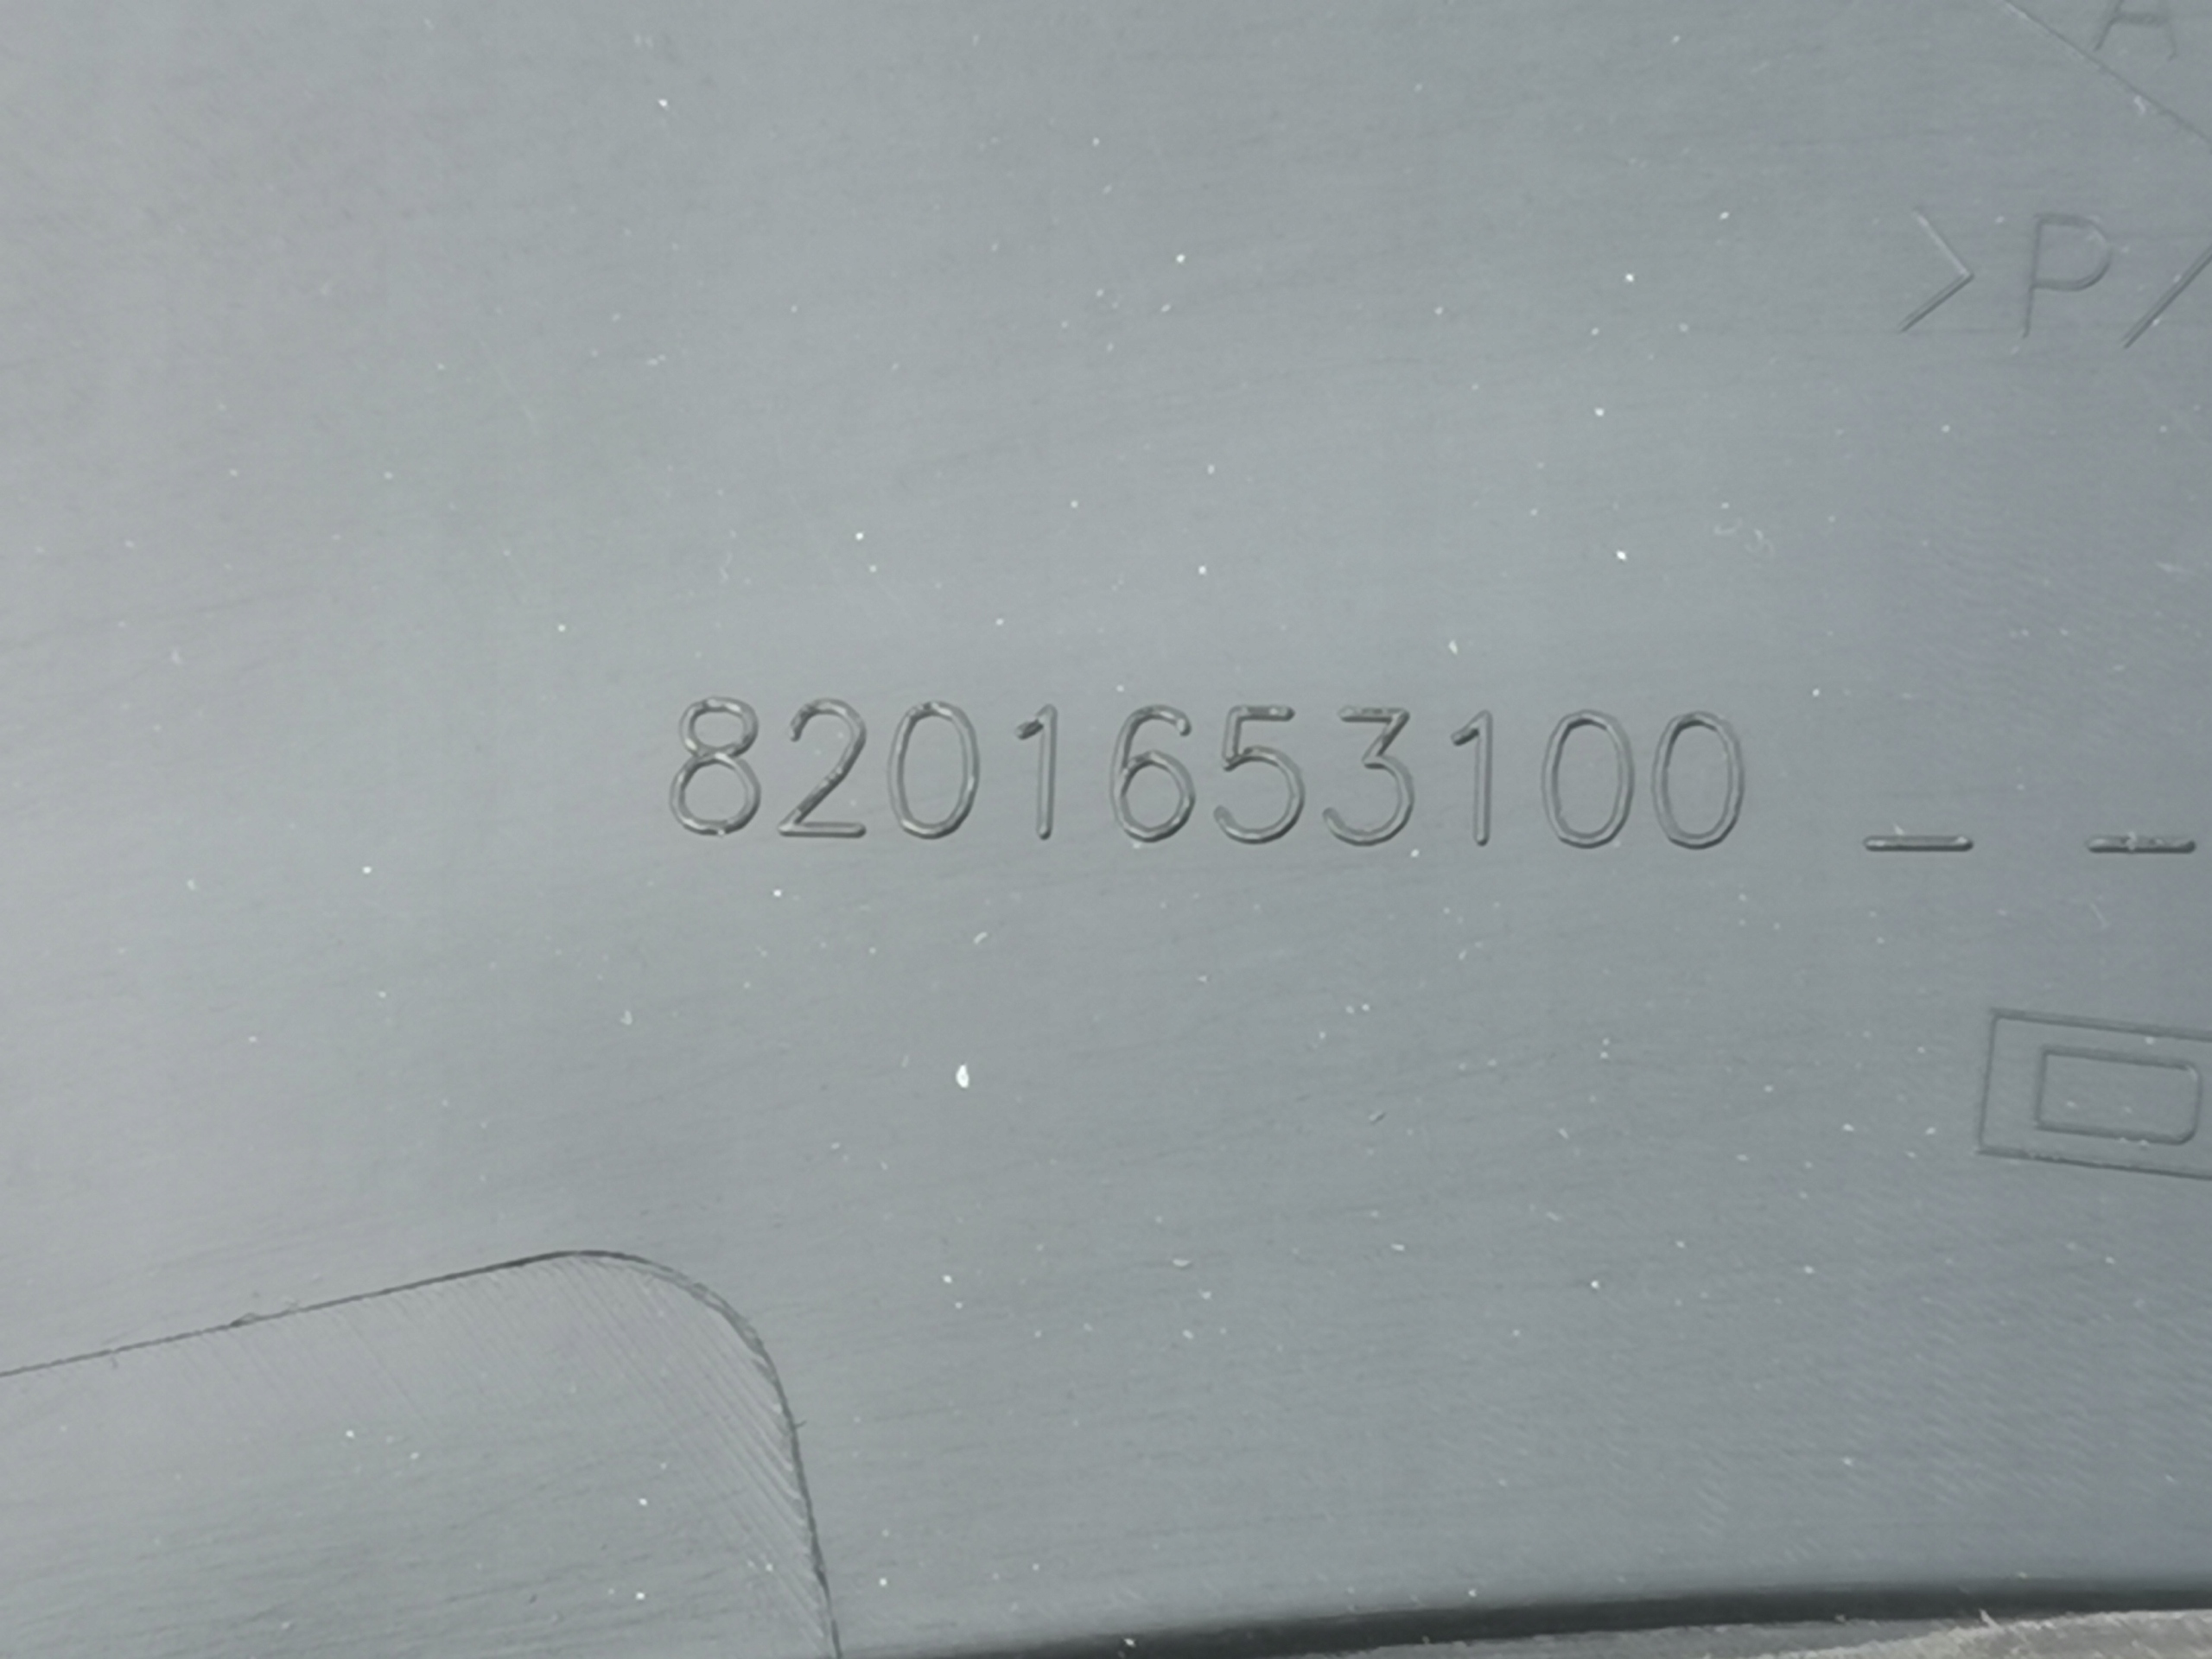 A
>P/
8201653100 _ _
D